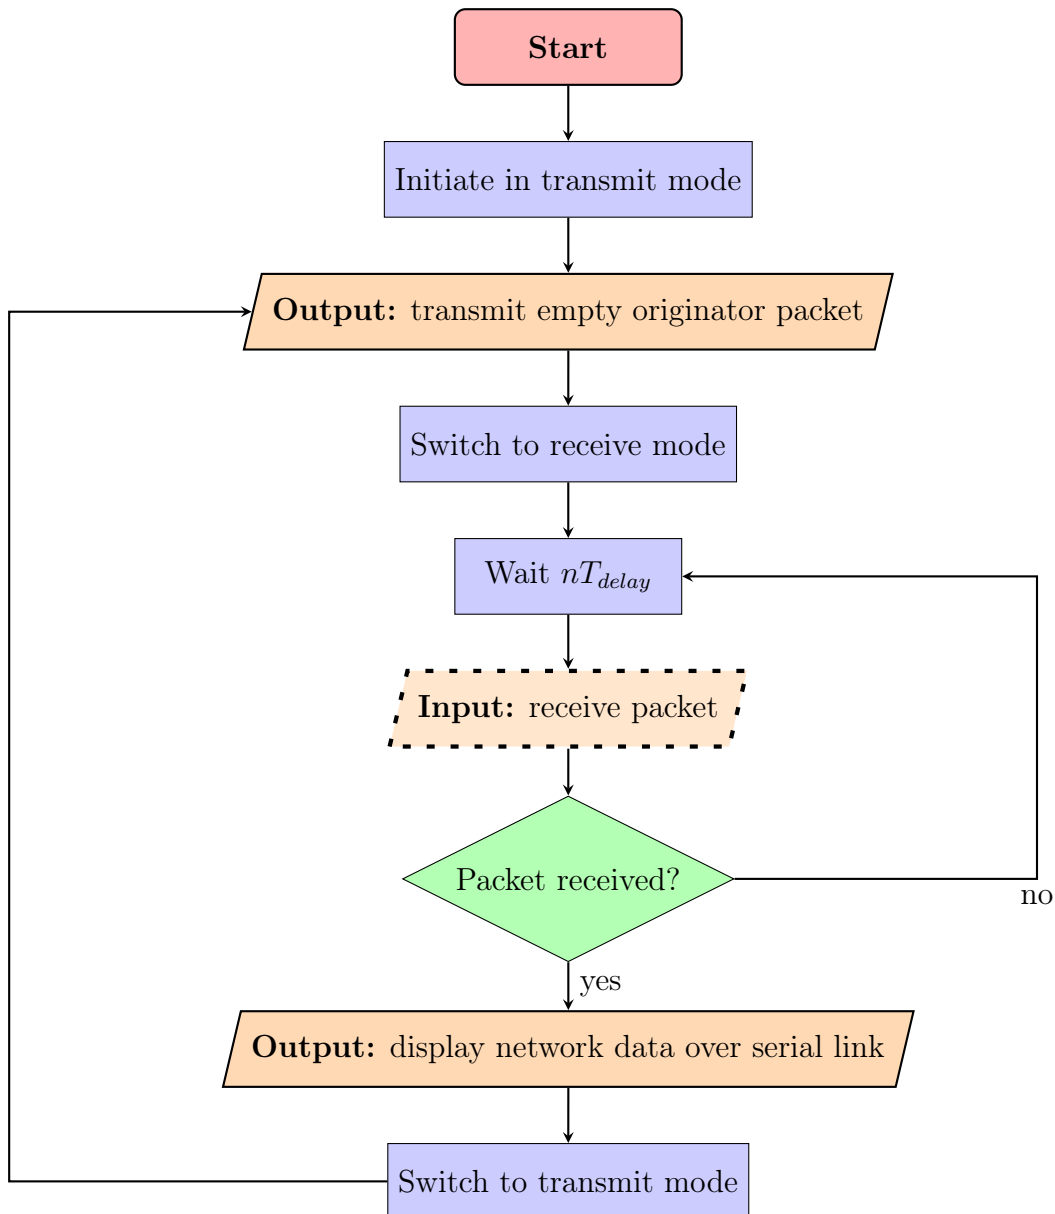 Start
Initiate in transmit mode
Output: transmit empty originator packet
Switch to receive mode
Wait nT_delay
Input: receive packet
Packet received?
no
yes
Output: display network data over serial link
Switch to transmit mode